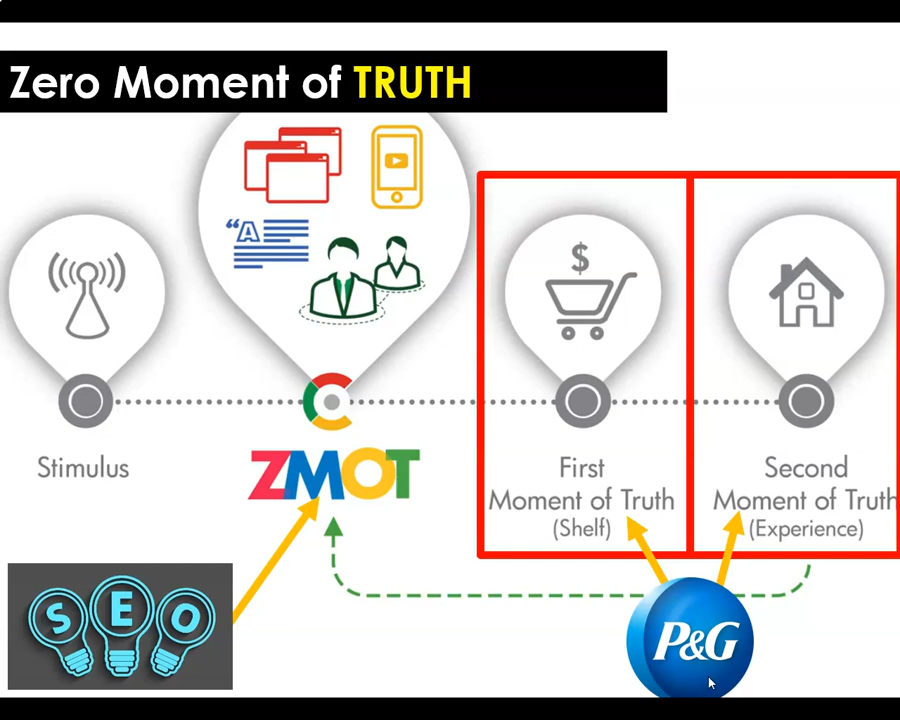 Zero Moment of TRUTH
“A
$
Stimulus
ZMOT
First
Moment of Truth
(Shelf)
Second
Moment of Truth
(Experience)
SEO
P&G